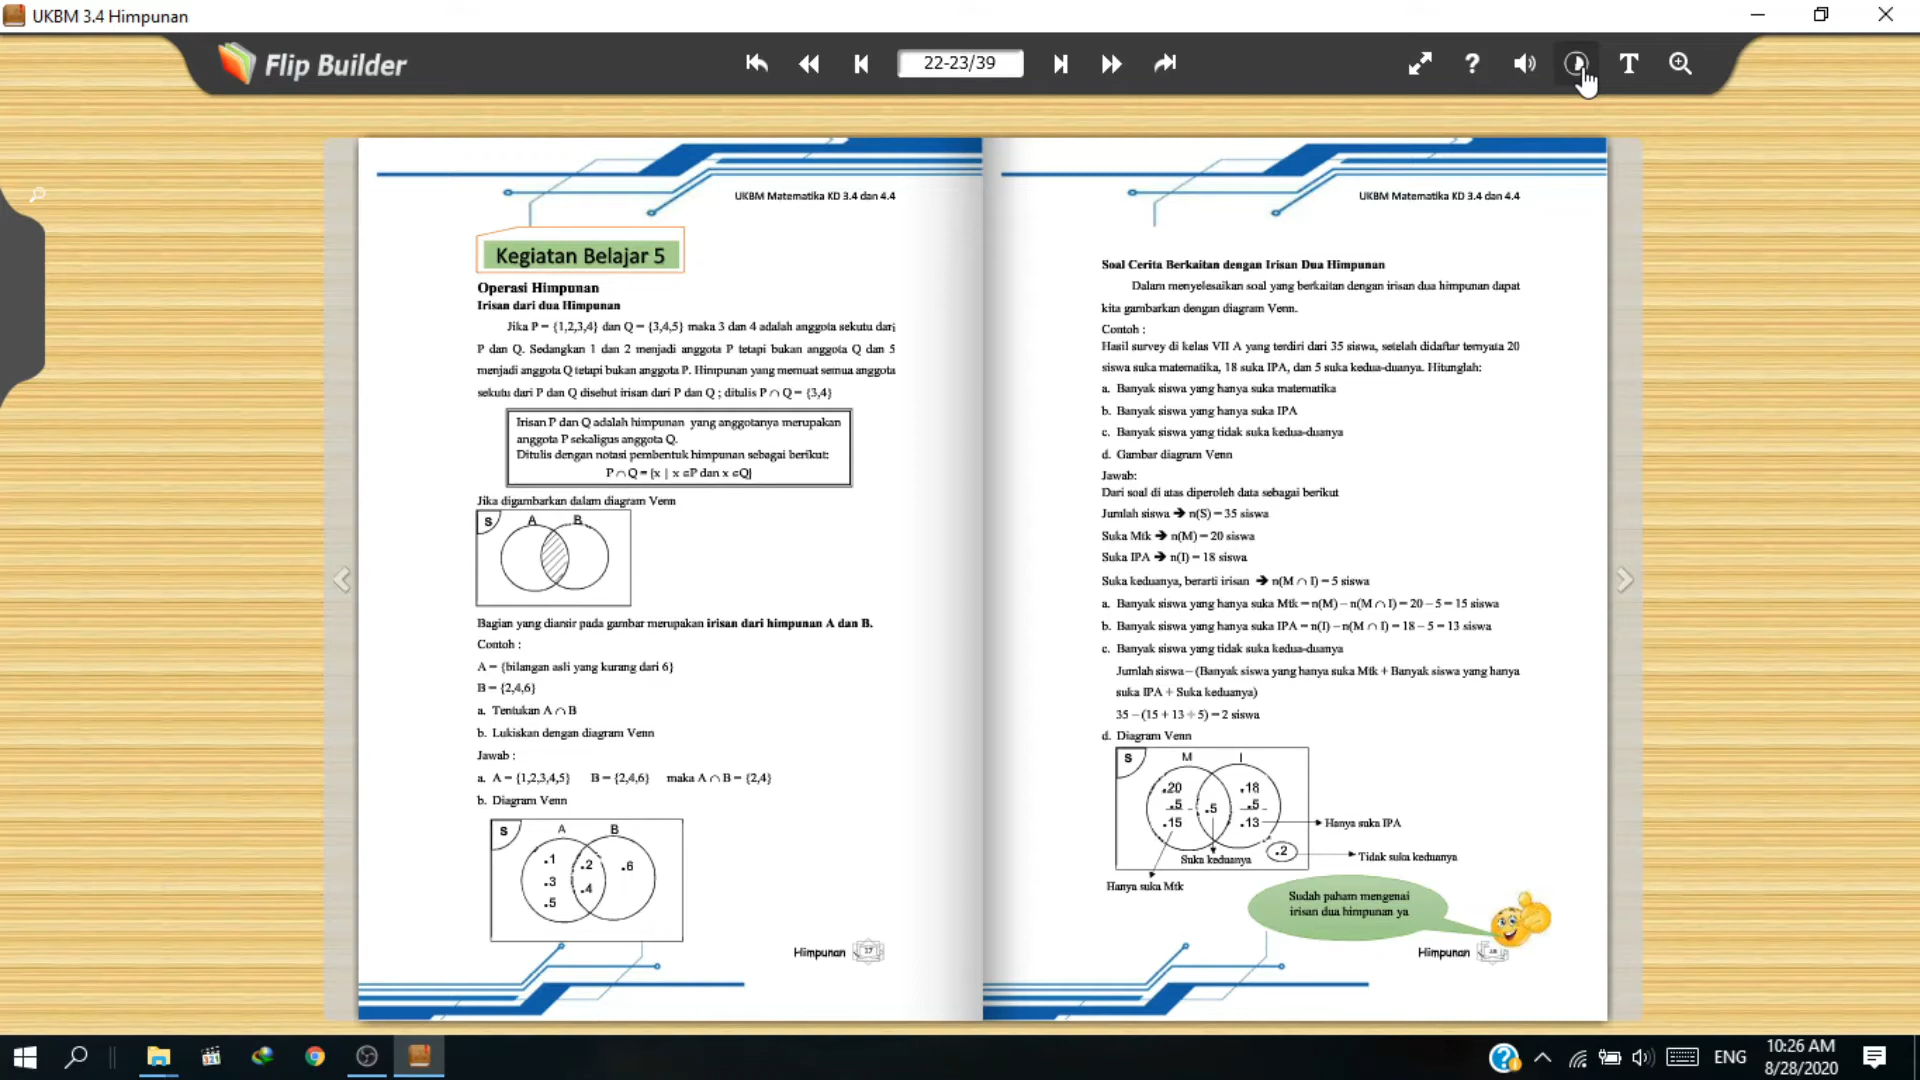 UKBM 3.4 Himpunan
Flip Builder
22-23/39
?
T
UKBM Matematika KD 3.4 dan 4.4
Kegiatan Belajar 5
Operasi Himpunan
Irisan dari dua Himpunan
Jika P = {1,2,3,4} dan Q = {3,4,5} maka 3 dan 4 adalah anggota sekutu dari
P dan Q. Sedangkan 1 dan 2 menjadi anggota P tetapi bukan anggota Q dan 5
menjadi anggota Q tetapi bukan anggota P. Himpunan yang memuat semua anggota
sekutu dari P dan Q disebut irisan dari P dan Q ; ditulis P ∩ Q = {3,4}
Irisan P dan Q adalah himpunan yang anggotanya merupakan
anggota P sekaligus anggota Q.
Ditulis dengan notasi pembentuk himpunan sebagai berikut:
P ∩ Q = {x | x ∈P dan x ∈Q}
Jika digambarkan dalam diagram Venn
S A B
Bagian yang diarsir pada gambar merupakan irisan dari himpunan A dan B.
Contoh :
A = {bilangan asli yang kurang dari 6}
B = {2,4,6}
a. Tentukan A ∩ B
b. Lukiskan dengan diagram Venn
Jawab :
a. A = {1,2,3,4,5} B = {2,4,6} maka A ∩ B = {2,4}
b. Diagram Venn
S A B
.1 .2 .6
.3 .4
.5
Himpunan 17
UKBM Matematika KD 3.4 dan 4.4
Soal Cerita Berkaitan dengan Irisan Dua Himpunan
Dalam menyelesaikan soal yang berkaitan dengan irisan dua himpunan dapat
kita gambarkan dengan diagram Venn.
Contoh :
Hasil survey di kelas VII A yang terdiri dari 35 siswa, setelah didaftar ternyata 20
siswa suka matematika, 18 suka IPA, dan 5 suka kedua-duanya. Hitunglah:
a. Banyak siswa yang hanya suka matematika
b. Banyak siswa yang hanya suka IPA
c. Banyak siswa yang tidak suka kedua-duanya
d. Gambar diagram Venn
Jawab:
Dari soal di atas diperoleh data sebagai berikut
Jumlah siswa ➔ n(S) = 35 siswa
Suka Mtk ➔ n(M) = 20 siswa
Suka IPA ➔ n(I) = 18 siswa
Suka keduanya, berarti irisan ➔ n(M ∩ I) = 5 siswa
a. Banyak siswa yang hanya suka Mtk = n(M) – n(M ∩ I) = 20 – 5 = 15 siswa
b. Banyak siswa yang hanya suka IPA = n(I) – n(M ∩ I) = 18 – 5 = 13 siswa
c. Banyak siswa yang tidak suka kedua-duanya
Jumlah siswa – (Banyak siswa yang hanya suka Mtk + Banyak siswa yang hanya
suka IPA + Suka keduanya)
35 – (15 + 13 + 5) = 2 siswa
d. Diagram Venn
S M I
.20 .18
.5 .5 .5
.15 .13 Hanya suka IPA
.2 Tidak suka keduanya
Suka keduanya
Hanya suka Mtk
Sudah paham mengenai
irisan dua himpunan ya
Himpunan 18
321
ENG
10:26 AM
8/28/2020